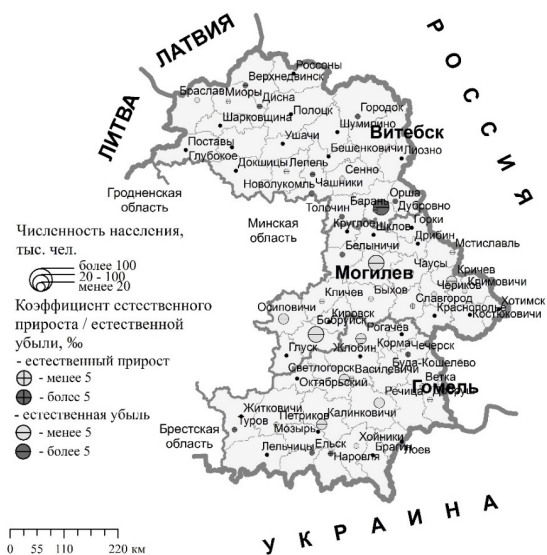 ЛАТВИЯ
РОССИЯ
ЛИТВА
Россоны
Верхнедвинск
Браслав
Миоры
Дисна
Полоцк
Городок
Шарковщина
Шумирино
Витебск
Ушачи
Поставы
Бешенковичи
Лиозно
Глубокое
Докшицы
Лепель
Сенно
Гродненская
область
Новолукомль
Чашники
Орша
Барань
Дубровно
Толочин
Минская
область
Горки
Круглое
Шклов
Дрибин
Мстиславль
Белыничи
Чаусы
Могилев
Кричев
Климовичи
Чериков
Кличев
Быхов
Славгород
Хотимск
Осиповичи
Краснополье
Костюковичи
Кировск
Бобруйск
Рогачев
Глуск
Жлобин
Корма
Чечерск
Светлогорск
Василевичи
Буда-Кошелево
Октябрьский
Ветка
Гомель
Речица
Житковичи
Туров
Петриков
Калинковичи
Брестская
область
Мозырь
Хойники
Лельчицы
Ельск
Брагин
Лоев
Наровля
УКРАИНА
Численность населения,
тыс. чел.
более 100
20 - 100
менее 20
Коэффициент естественного
прироста / естественной
убыли, ‰
- естественный прирост
- менее 5
- более 5
- естественная убыль
- менее 5
- более 5
0 55 110 220 км